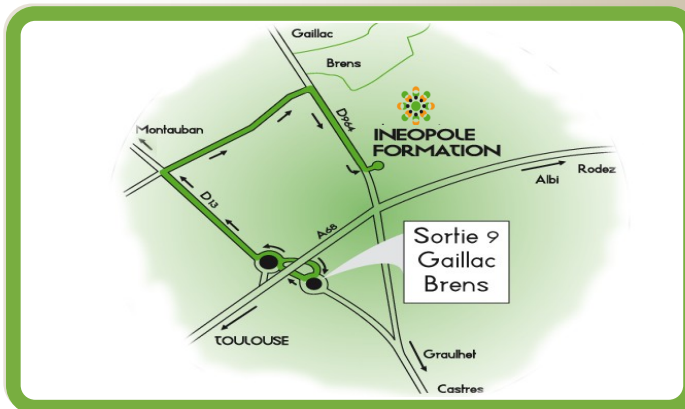 Gaillac
Brens
D964
INEOPOLE
FORMATION
Montauban
Rodez
Albi
D13
A68
Sortie 9
Gaillac
Brens
TOULOUSE
Graulhet
Castres